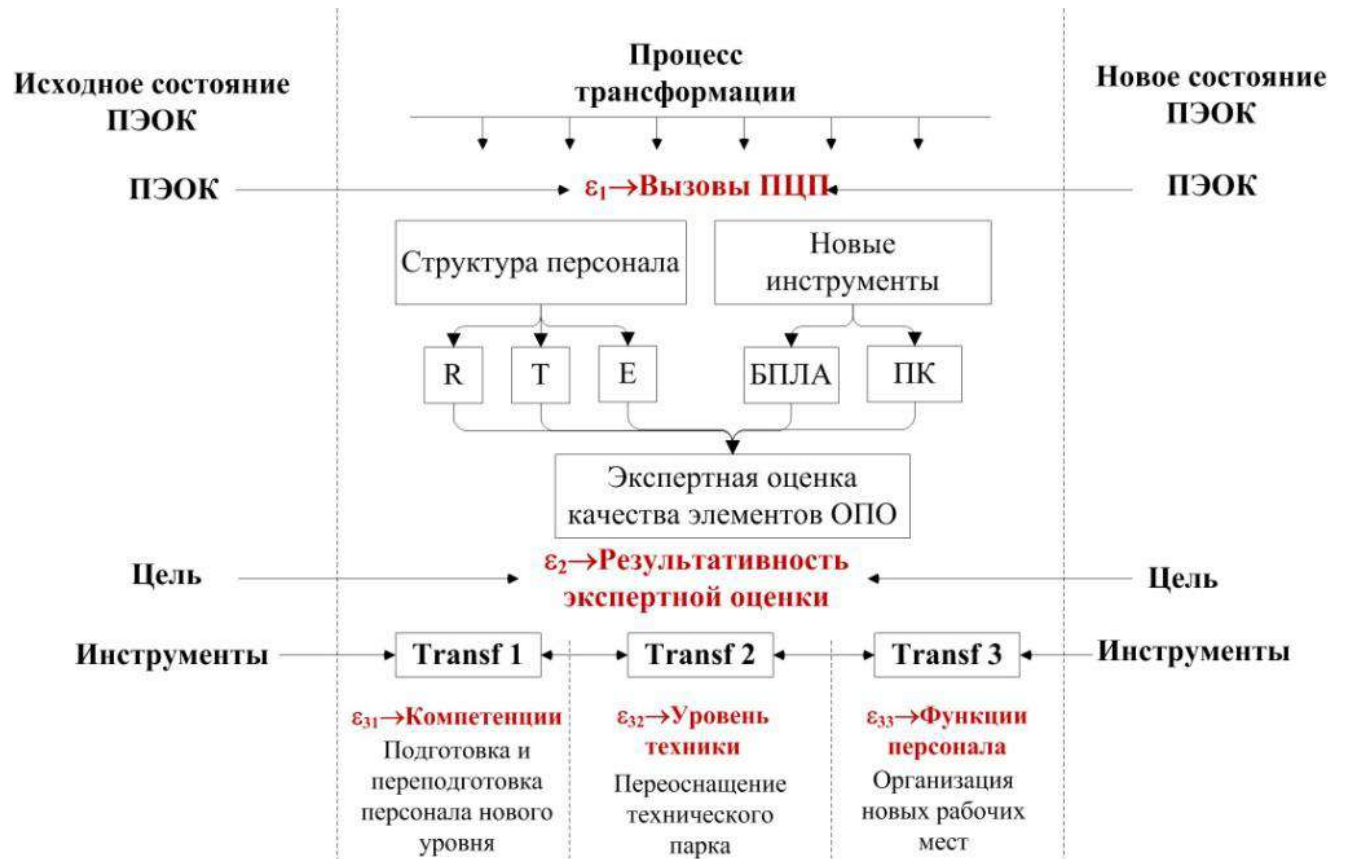 Процесс
трансформации
Исходное состояние
ПЭОК
Новое состояние
ПЭОК
ПЭОК
ε₁→Вызовы ПЦП
ПЭОК
Структура персонала
Новые
инструменты
R
T
E
БПЛА
ПК
Экспертная оценка
качества элементов ОПО
Цель
ε₂→Результативность
экспертной оценки
Цель
Инструменты
Transf 1
Transf 2
Transf 3
Инструменты
ε₃₁→Компетенции
Подготовка и
переподготовка
персонала нового
уровня
ε₃₂→Уровень
техники
Переоснащение
технического
парка
ε₃₃→Функции
персонала
Организация
новых рабочих
мест